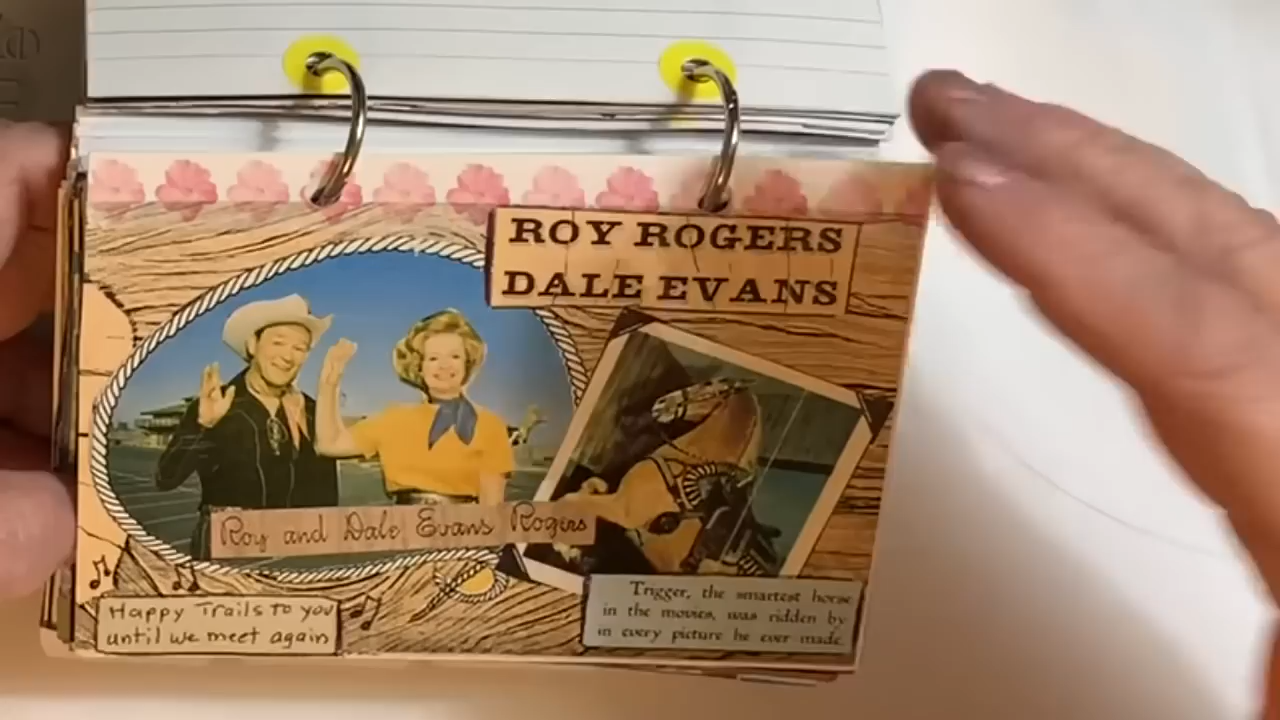 ROY ROGERS
DALE EVANS
Roy and Dale Evans Rogers
Happy Trails to you
until we meet again
Trigger, the smartest horse
in the movies, was ridden by
in every picture he ever made.